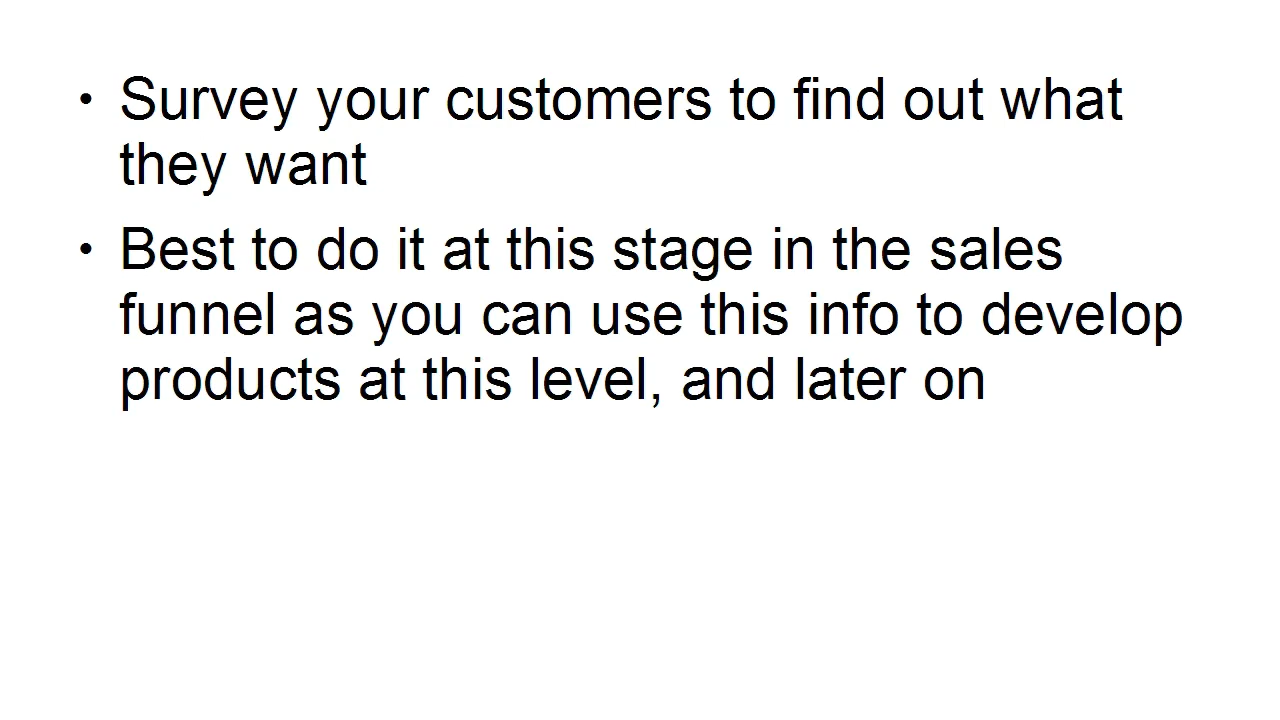 • Survey your customers to find out what
they want
• Best to do it at this stage in the sales
funnel as you can use this info to develop
products at this level, and later on